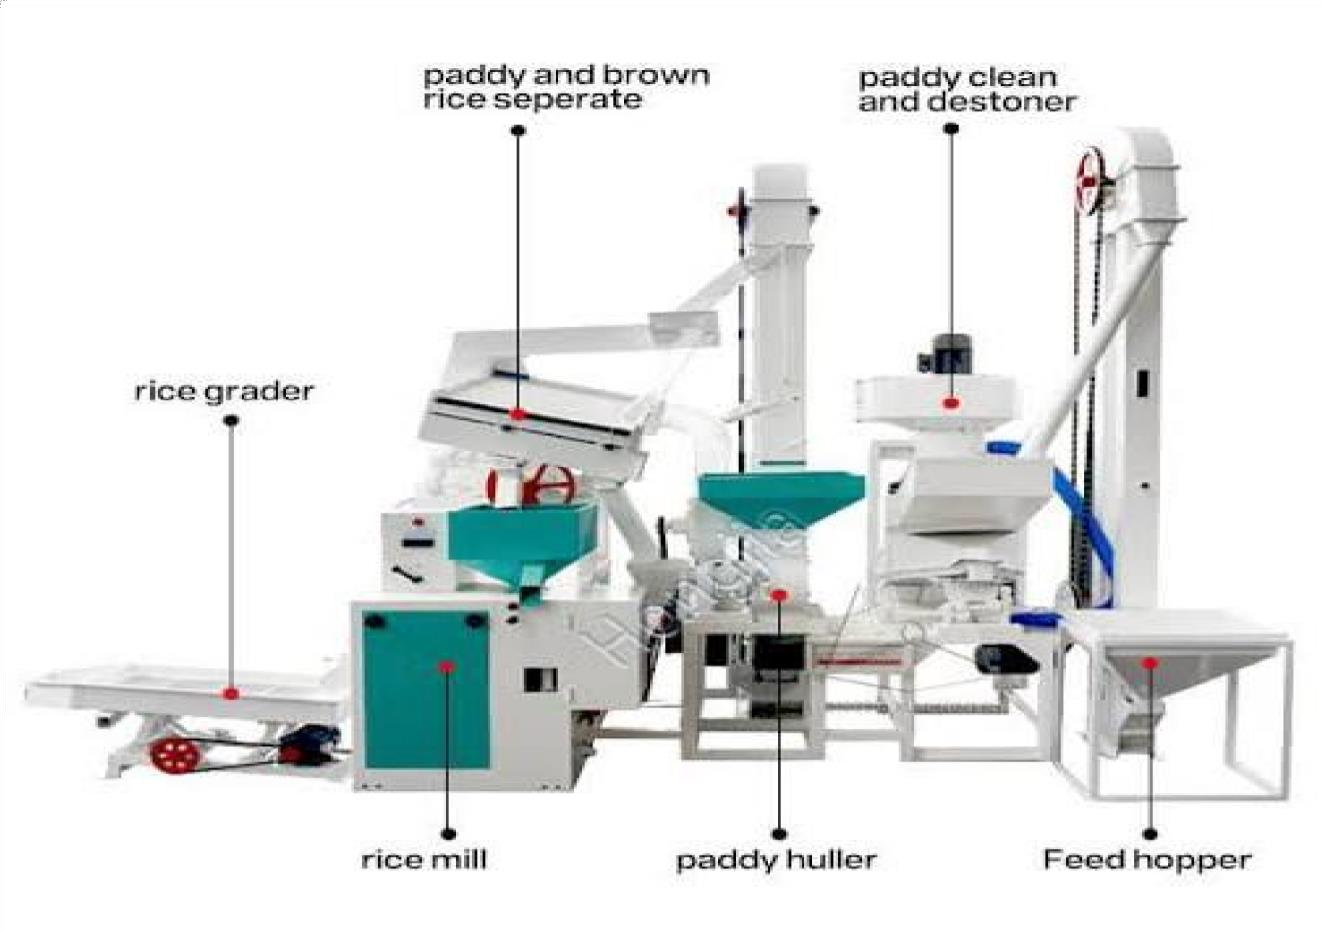 paddy and brown
rice seperate
paddy clean
and destoner
rice grader
rice mill
paddy huller
Feed hopper